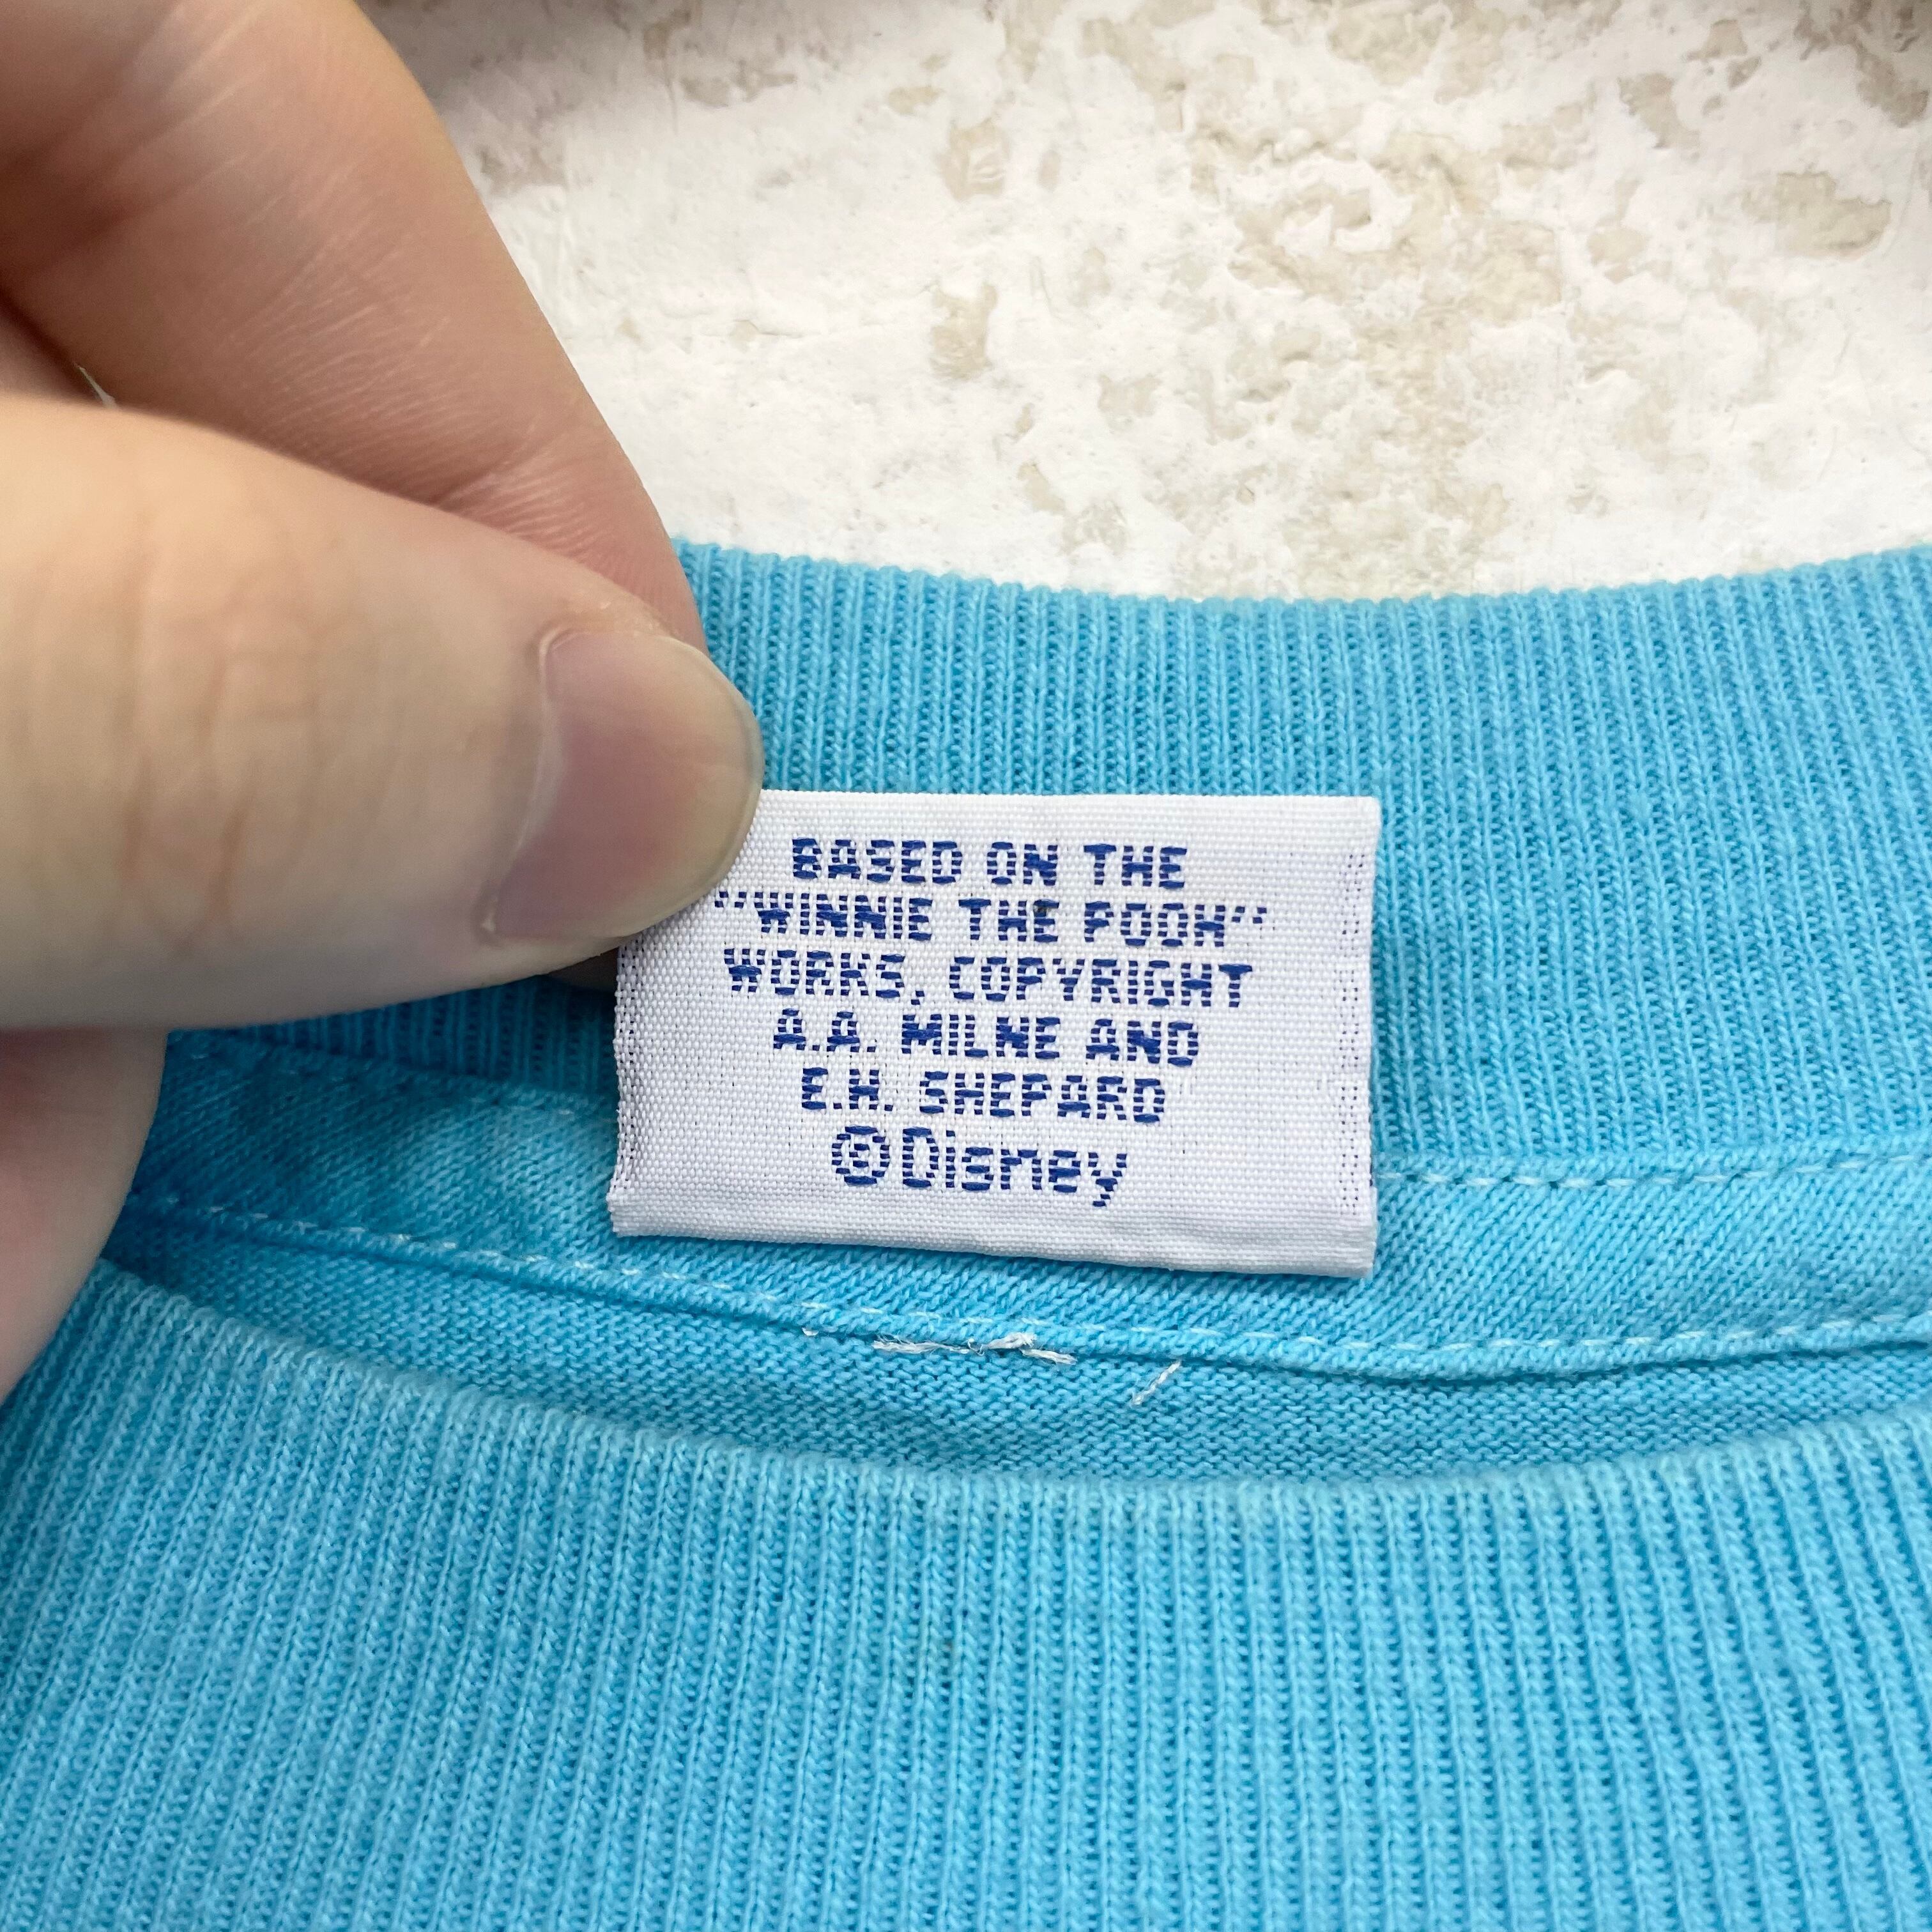 BASED ON THE
"WINNIE THE POOH"
WORKS, COPYRIGHT
A.A. MILNE AND
E.H. SHEPARD
©Disney